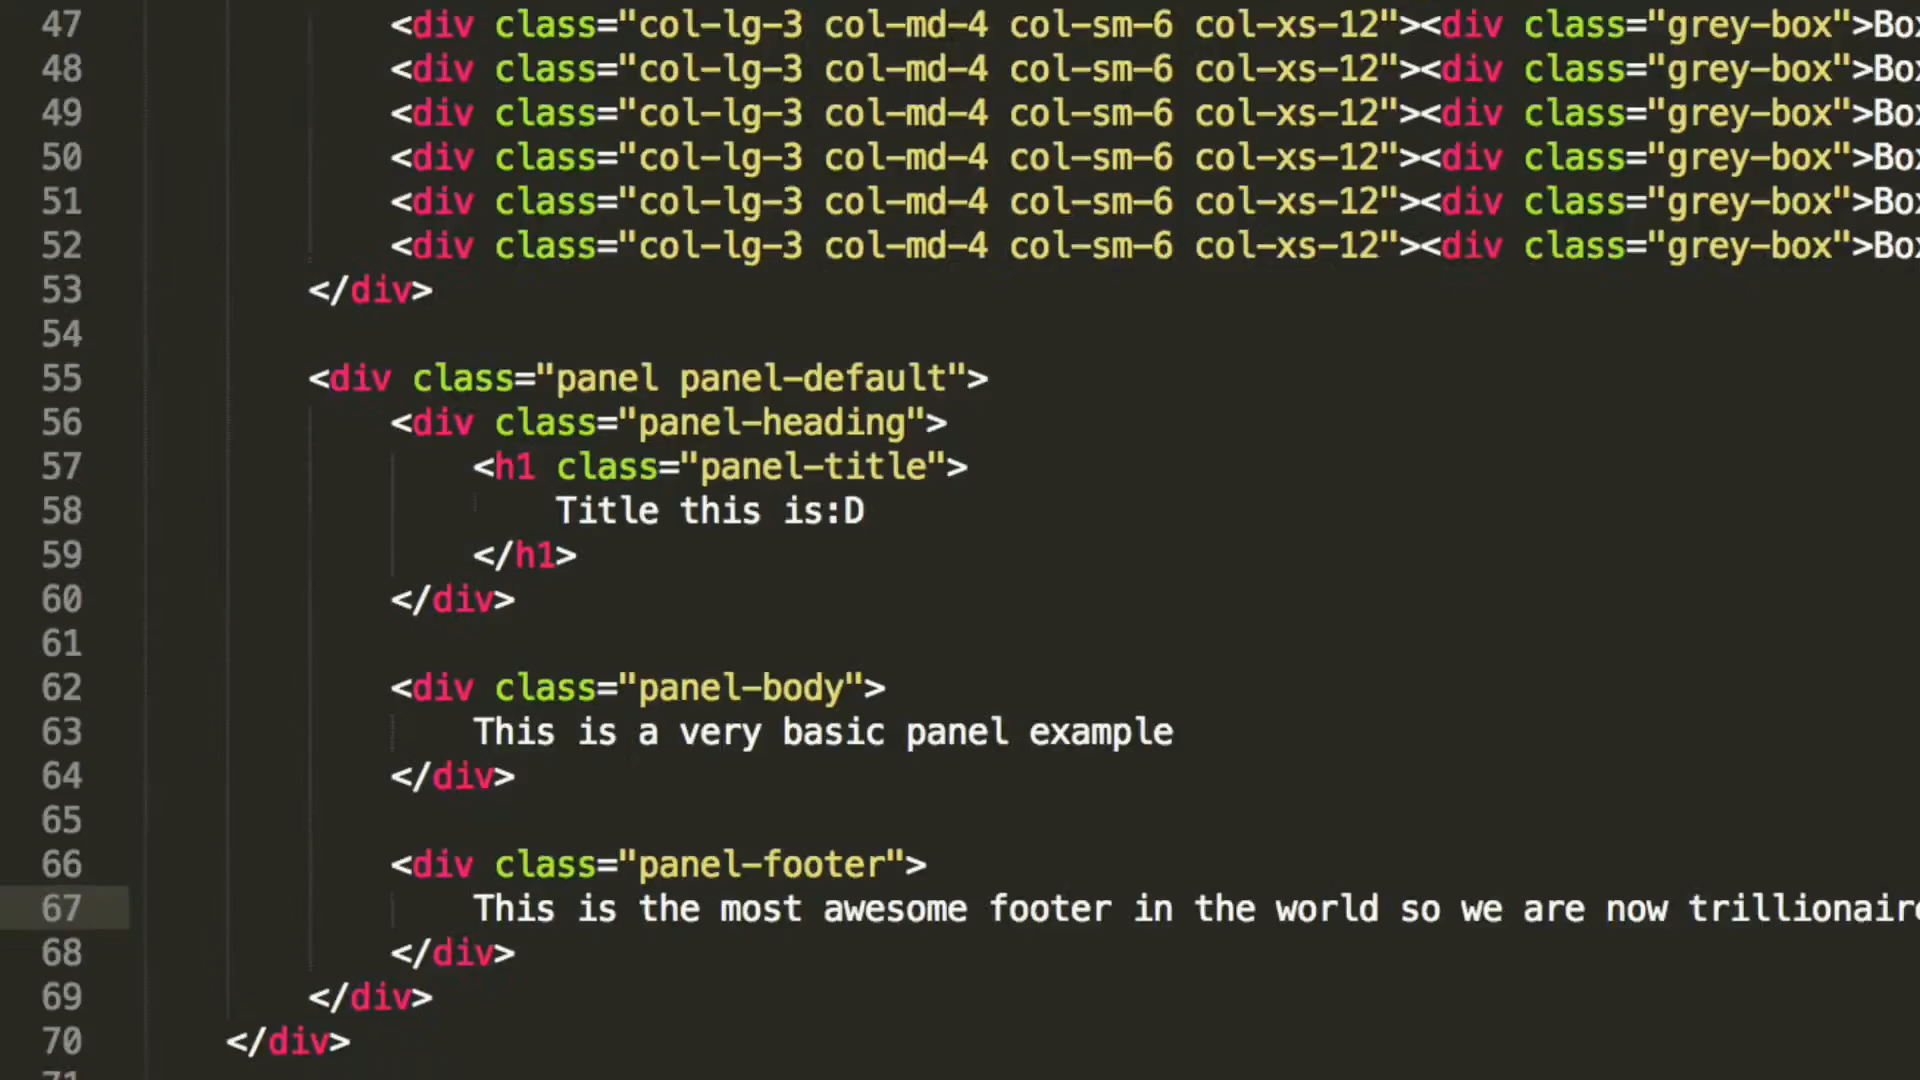 47 <div class="col-lg-3 col-md-4 col-sm-6 col-xs-12"><div class="grey-box">Box
48 <div class="col-lg-3 col-md-4 col-sm-6 col-xs-12"><div class="grey-box">Box
49 <div class="col-lg-3 col-md-4 col-sm-6 col-xs-12"><div class="grey-box">Box
50 <div class="col-lg-3 col-md-4 col-sm-6 col-xs-12"><div class="grey-box">Box
51 <div class="col-lg-3 col-md-4 col-sm-6 col-xs-12"><div class="grey-box">Box
52 <div class="col-lg-3 col-md-4 col-sm-6 col-xs-12"><div class="grey-box">Box
53 </div>
54
55 <div class="panel panel-default">
56 <div class="panel-heading">
57 <h1 class="panel-title">
58 Title this is:D
59 </h1>
60 </div>
61
62 <div class="panel-body">
63 This is a very basic panel example
64 </div>
65
66 <div class="panel-footer">
67 This is the most awesome footer in the world so we are now trillionaire
68 </div>
69 </div>
70 </div>
71